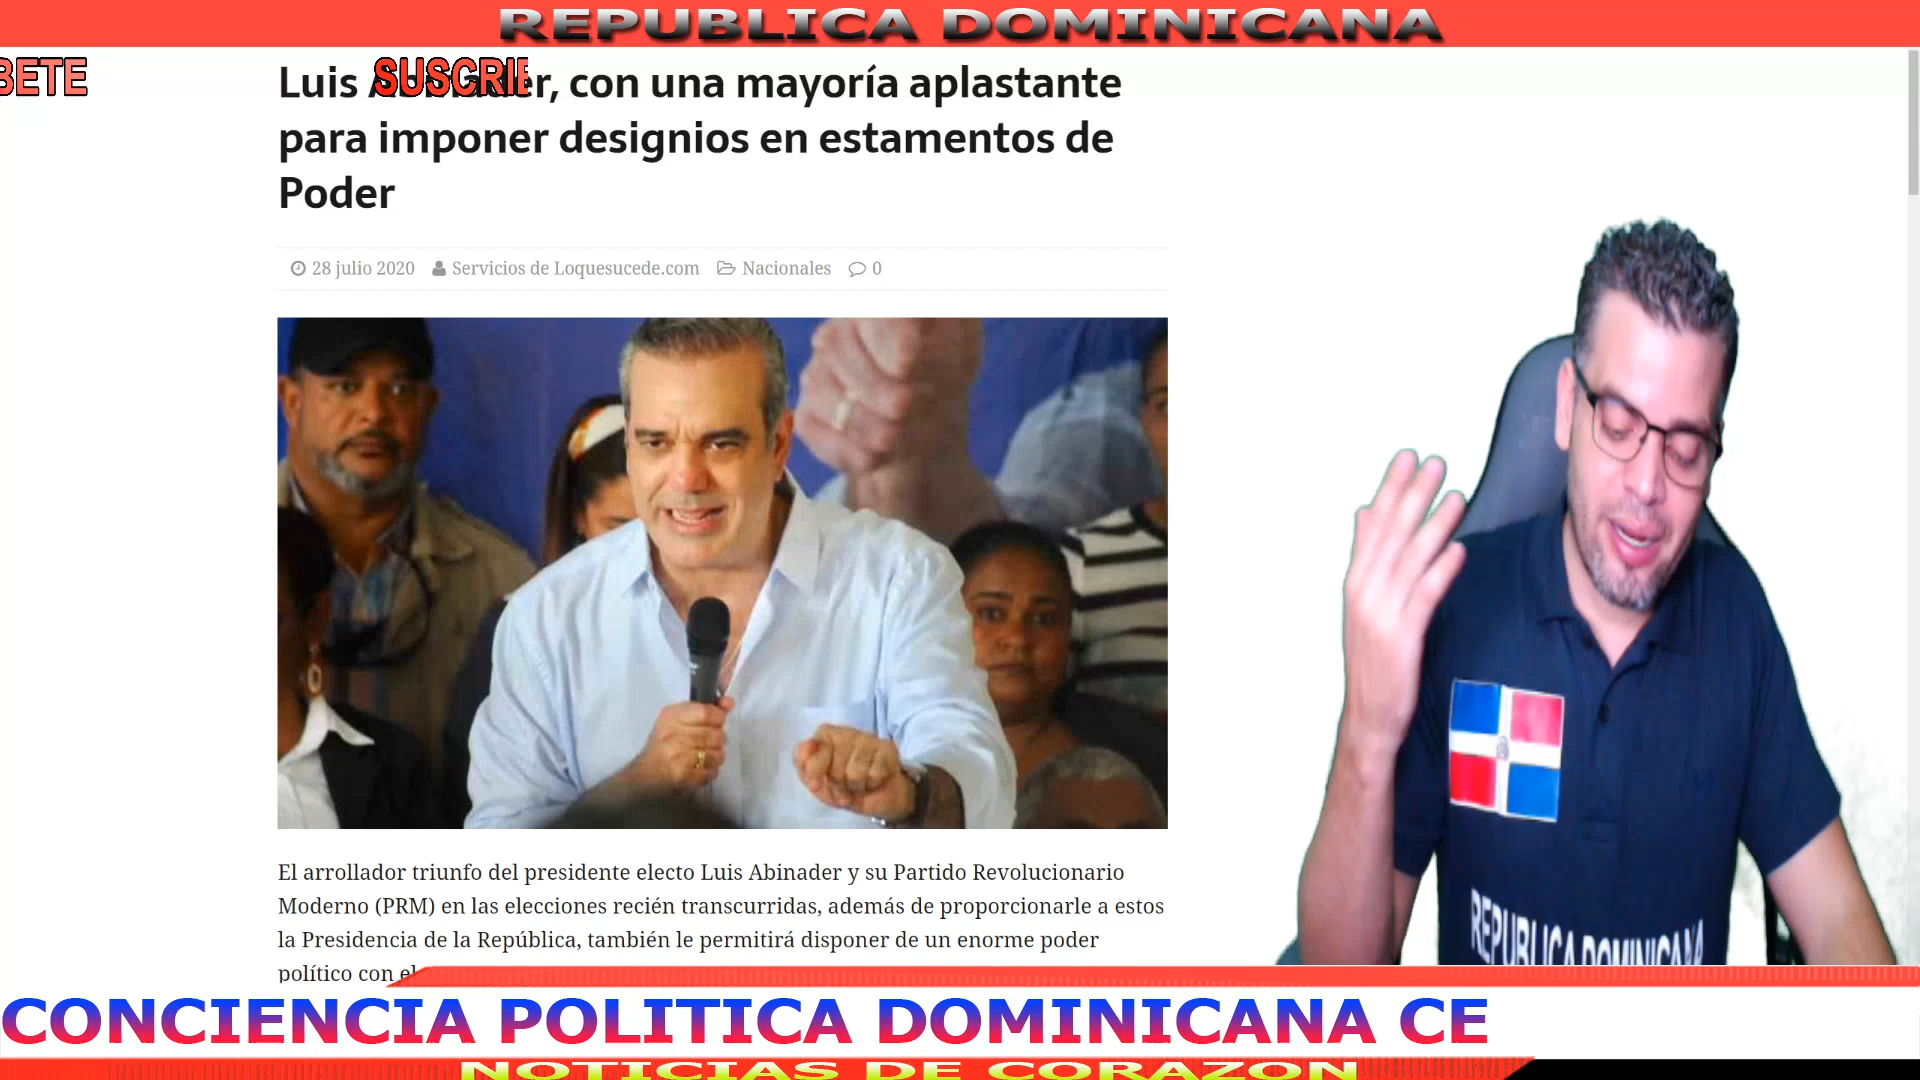 REPUBLICA DOMINICANA
BETE SUSCRIB
Luis Abinader, con una mayoría aplastante
para imponer designios en estamentos de
Poder
28 julio 2020 Servicios de Loquesucede.com Nacionales 0
El arrollador triunfo del presidente electo Luis Abinader y su Partido Revolucionario
Moderno (PRM) en las elecciones recién transcurridas, además de proporcionarle a estos
la Presidencia de la República, también le permitirá disponer de un enorme poder
político con el
REPUBLICA DOMINICANA
CONCIENCIA POLITICA DOMINICANA CE
NOTICIAS DE CORAZON